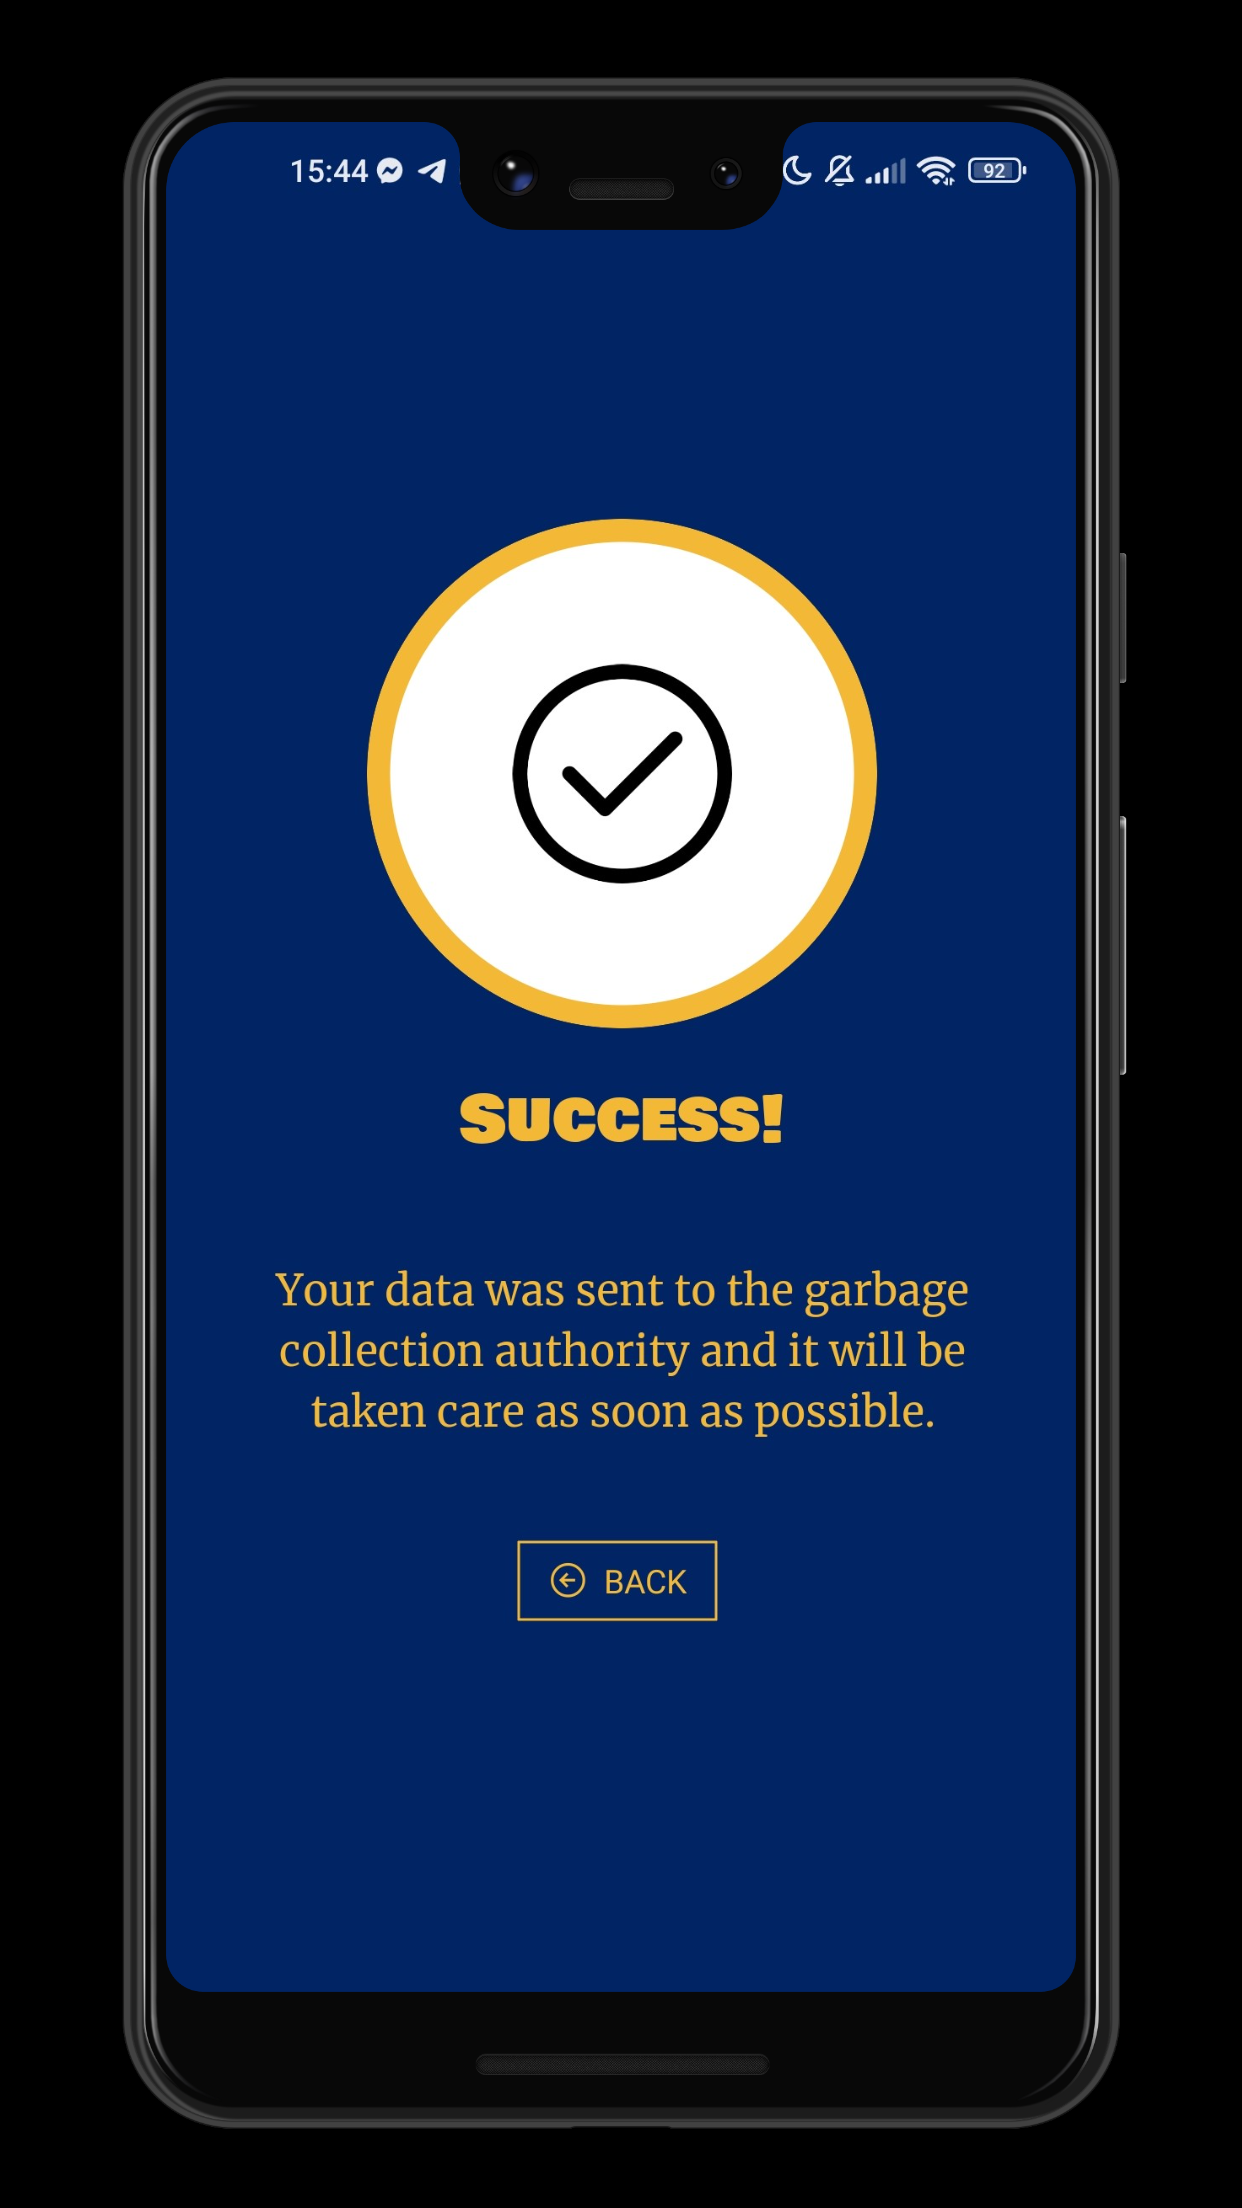 15:44
92
Success!
Your data was sent to the garbage
collection authority and it will be
taken care as soon as possible.
BACK